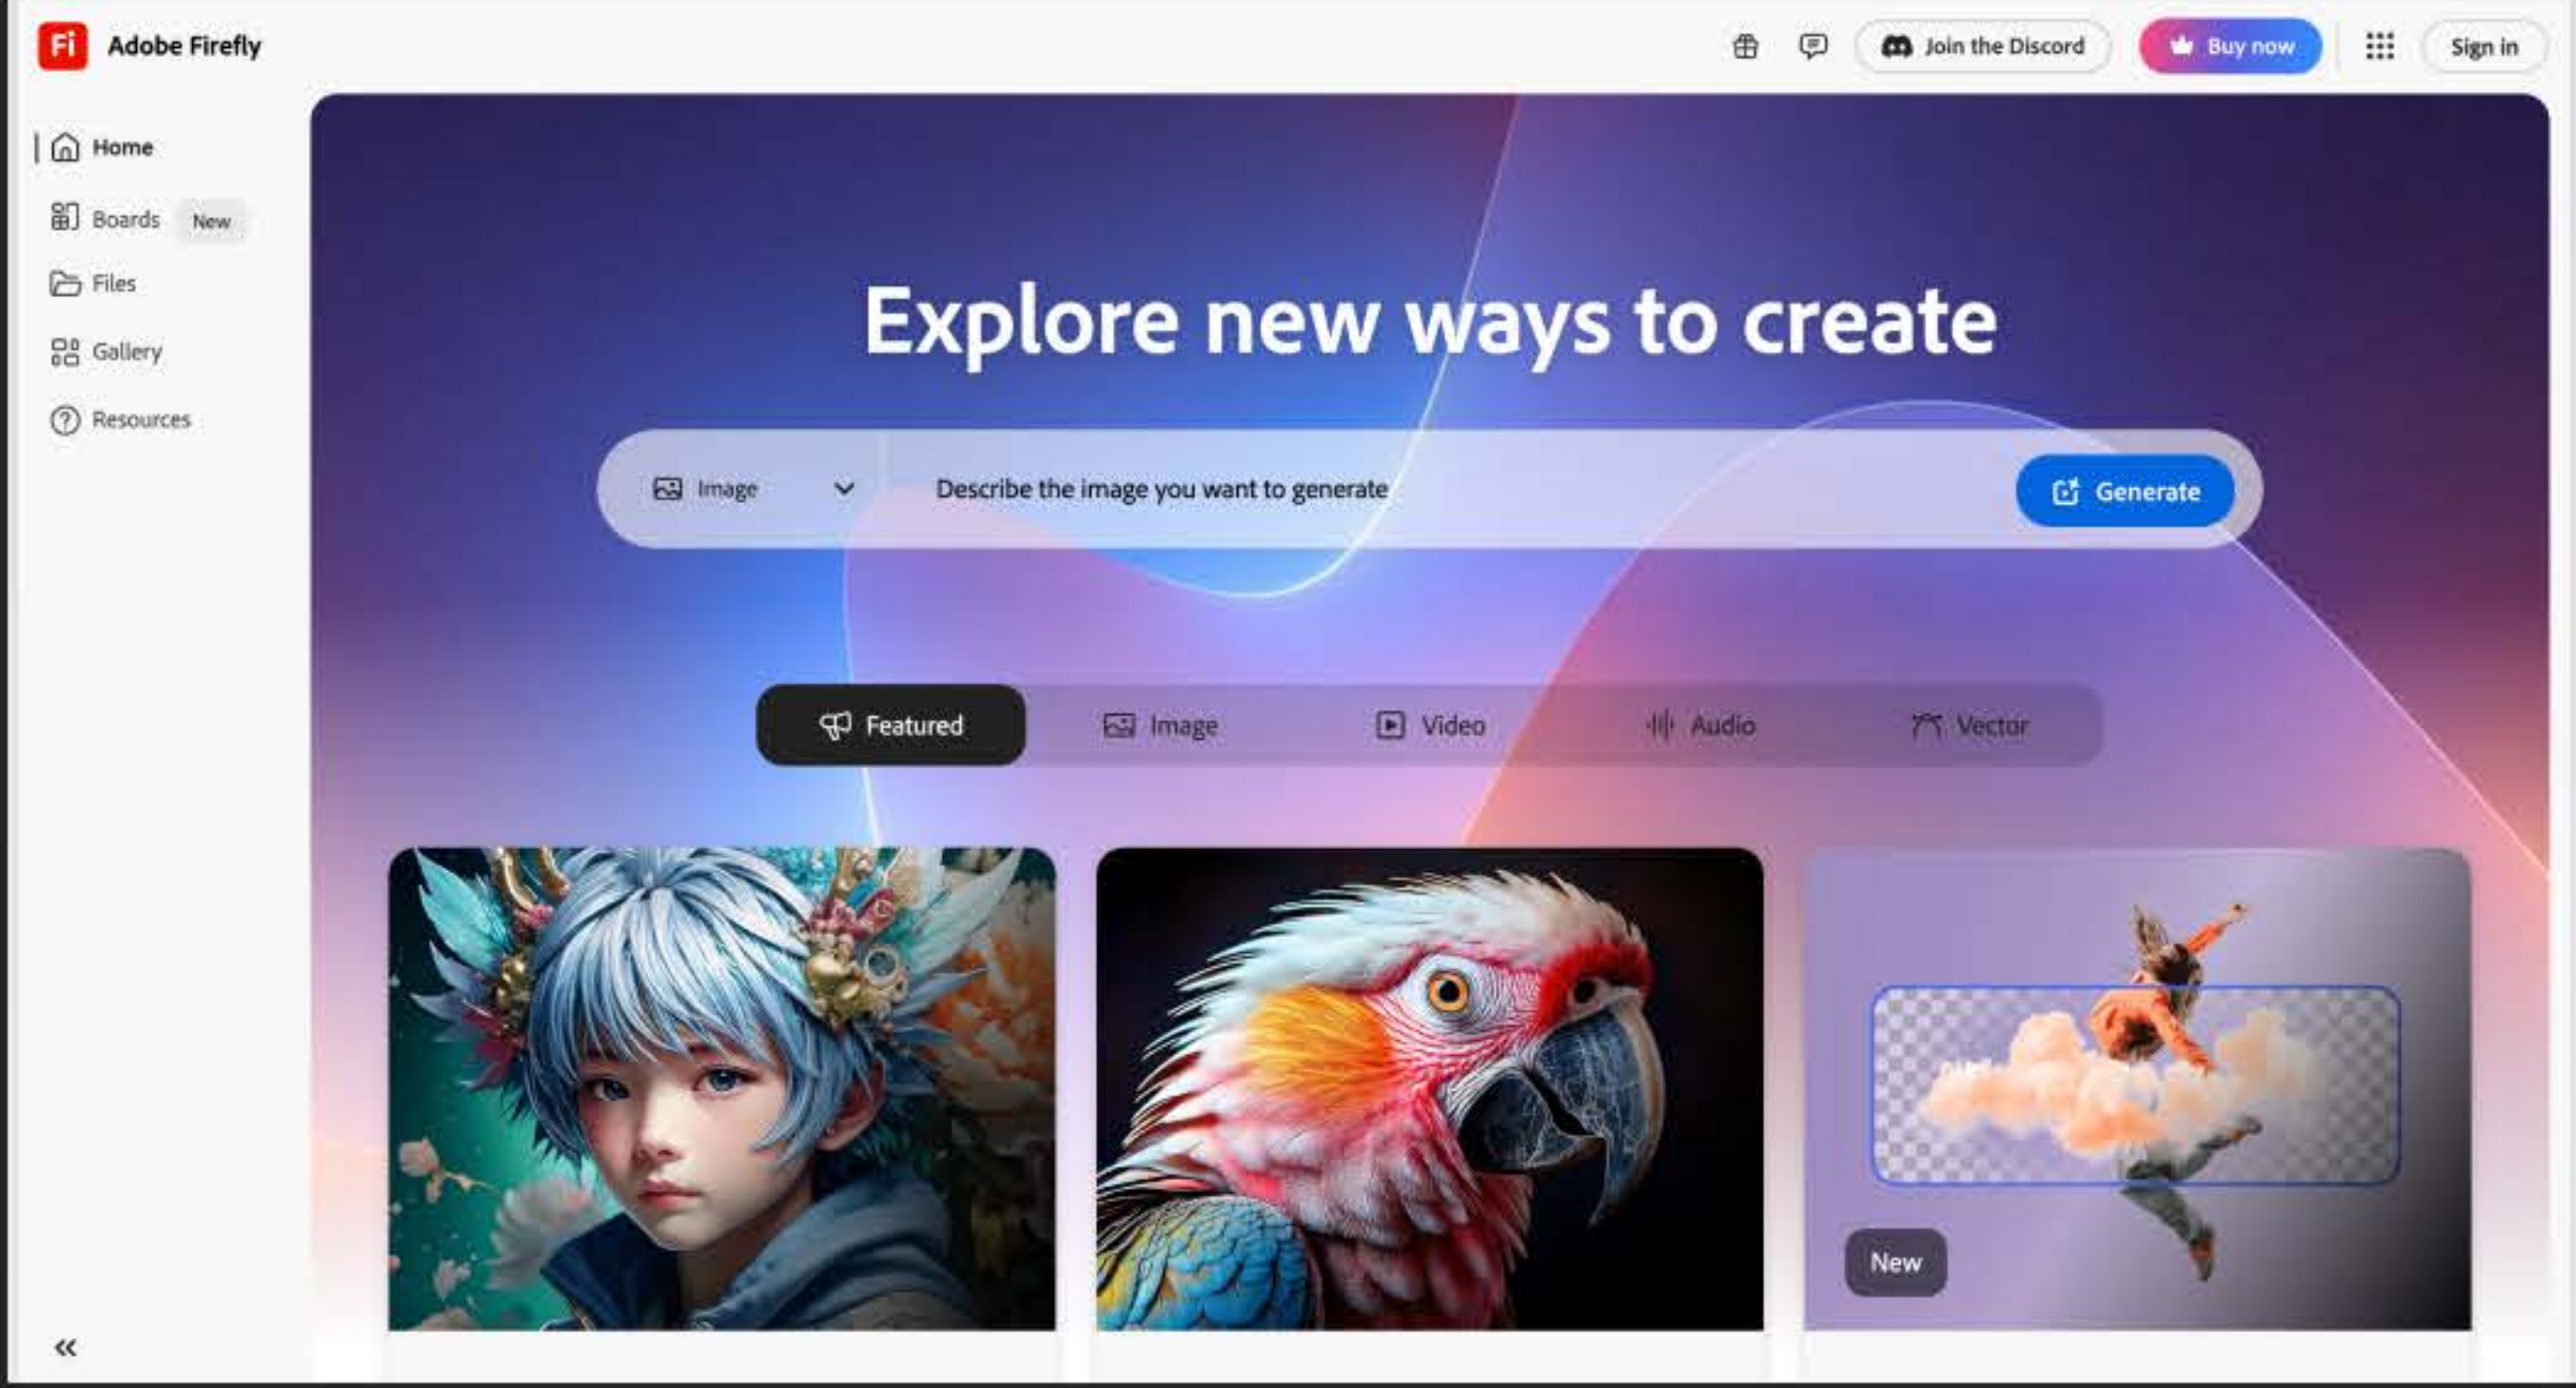 Fi Adobe Firefly
Join the Discord
Buy now
Sign in
Home
Boards New
Files
Gallery
Resources
Explore new ways to create
Image
Describe the image you want to generate
Generate
Featured
Image
Video
Audio
Vector
New